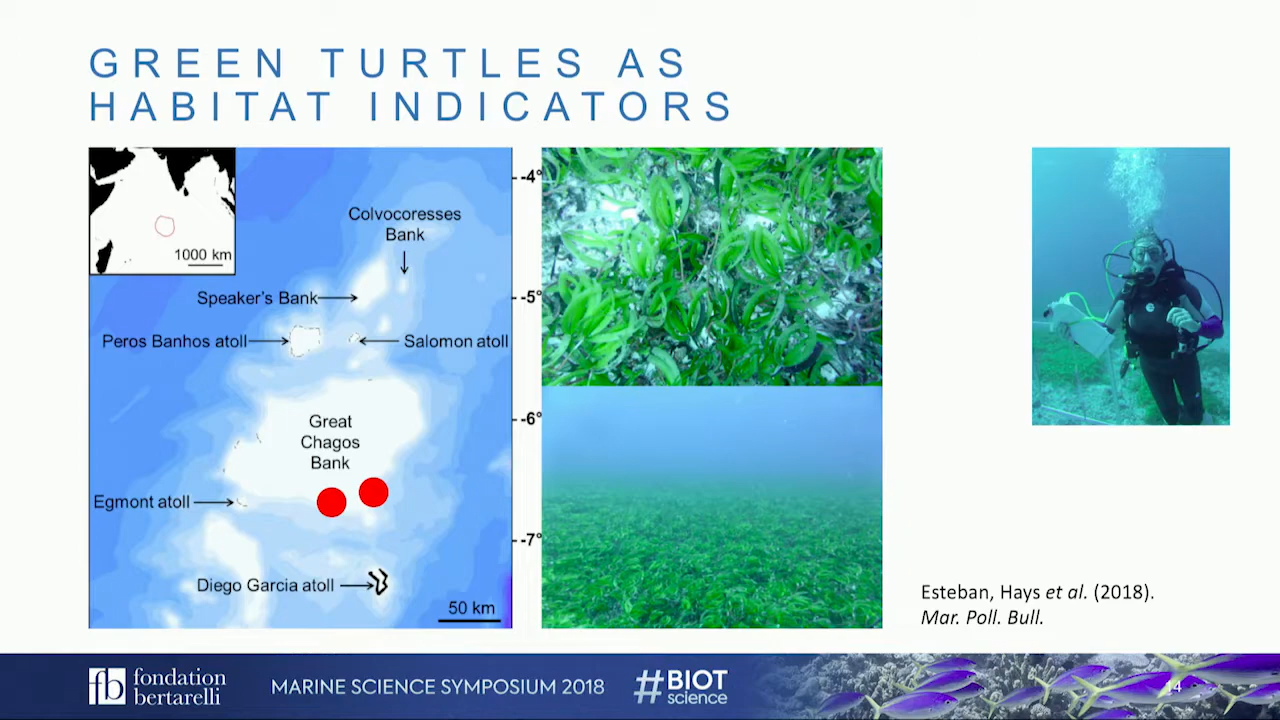 GREEN TURTLES AS
HABITAT INDICATORS
1000 km
Colvocoresses
Bank
Speaker's Bank
Peros Banhos atoll
Salomon atoll
Great
Chagos
Bank
Egmont atoll
Diego Garcia atoll
50 km
-4°
-5°
-6°
-7°
Esteban, Hays et al. (2018).
Mar. Poll. Bull.
fb fondation
bertarelli
MARINE SCIENCE SYMPOSIUM 2018
#BIOT
science
14